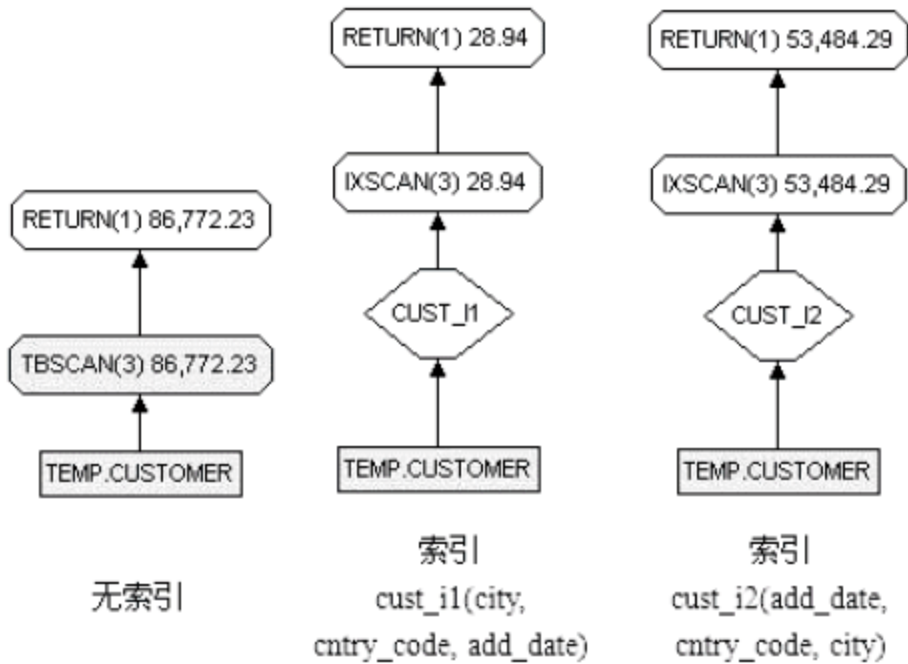 RETURN(1) 86,772.23
TBSCAN(3) 86,772.23
TEMP.CUSTOMER
无索引
RETURN(1) 28.94
IXSCAN(3) 28.94
CUST_I1
TEMP.CUSTOMER
索引
cust_i1(city,
cntry_code, add_date)
RETURN(1) 53,484.29
IXSCAN(3) 53,484.29
CUST_I2
TEMP.CUSTOMER
索引
cust_i2(add_date,
cntry_code, city)